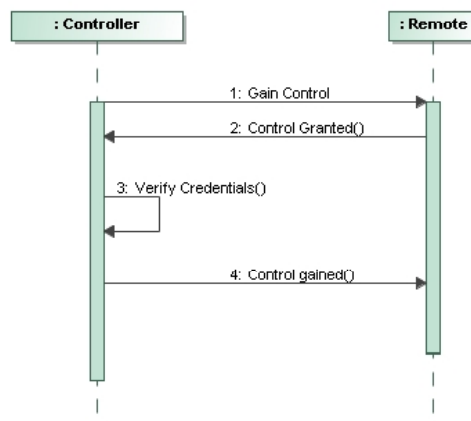 : Controller
: Remote
1: Gain Control
2: Control Granted()
3: Verify Credentials()
4: Control gained()